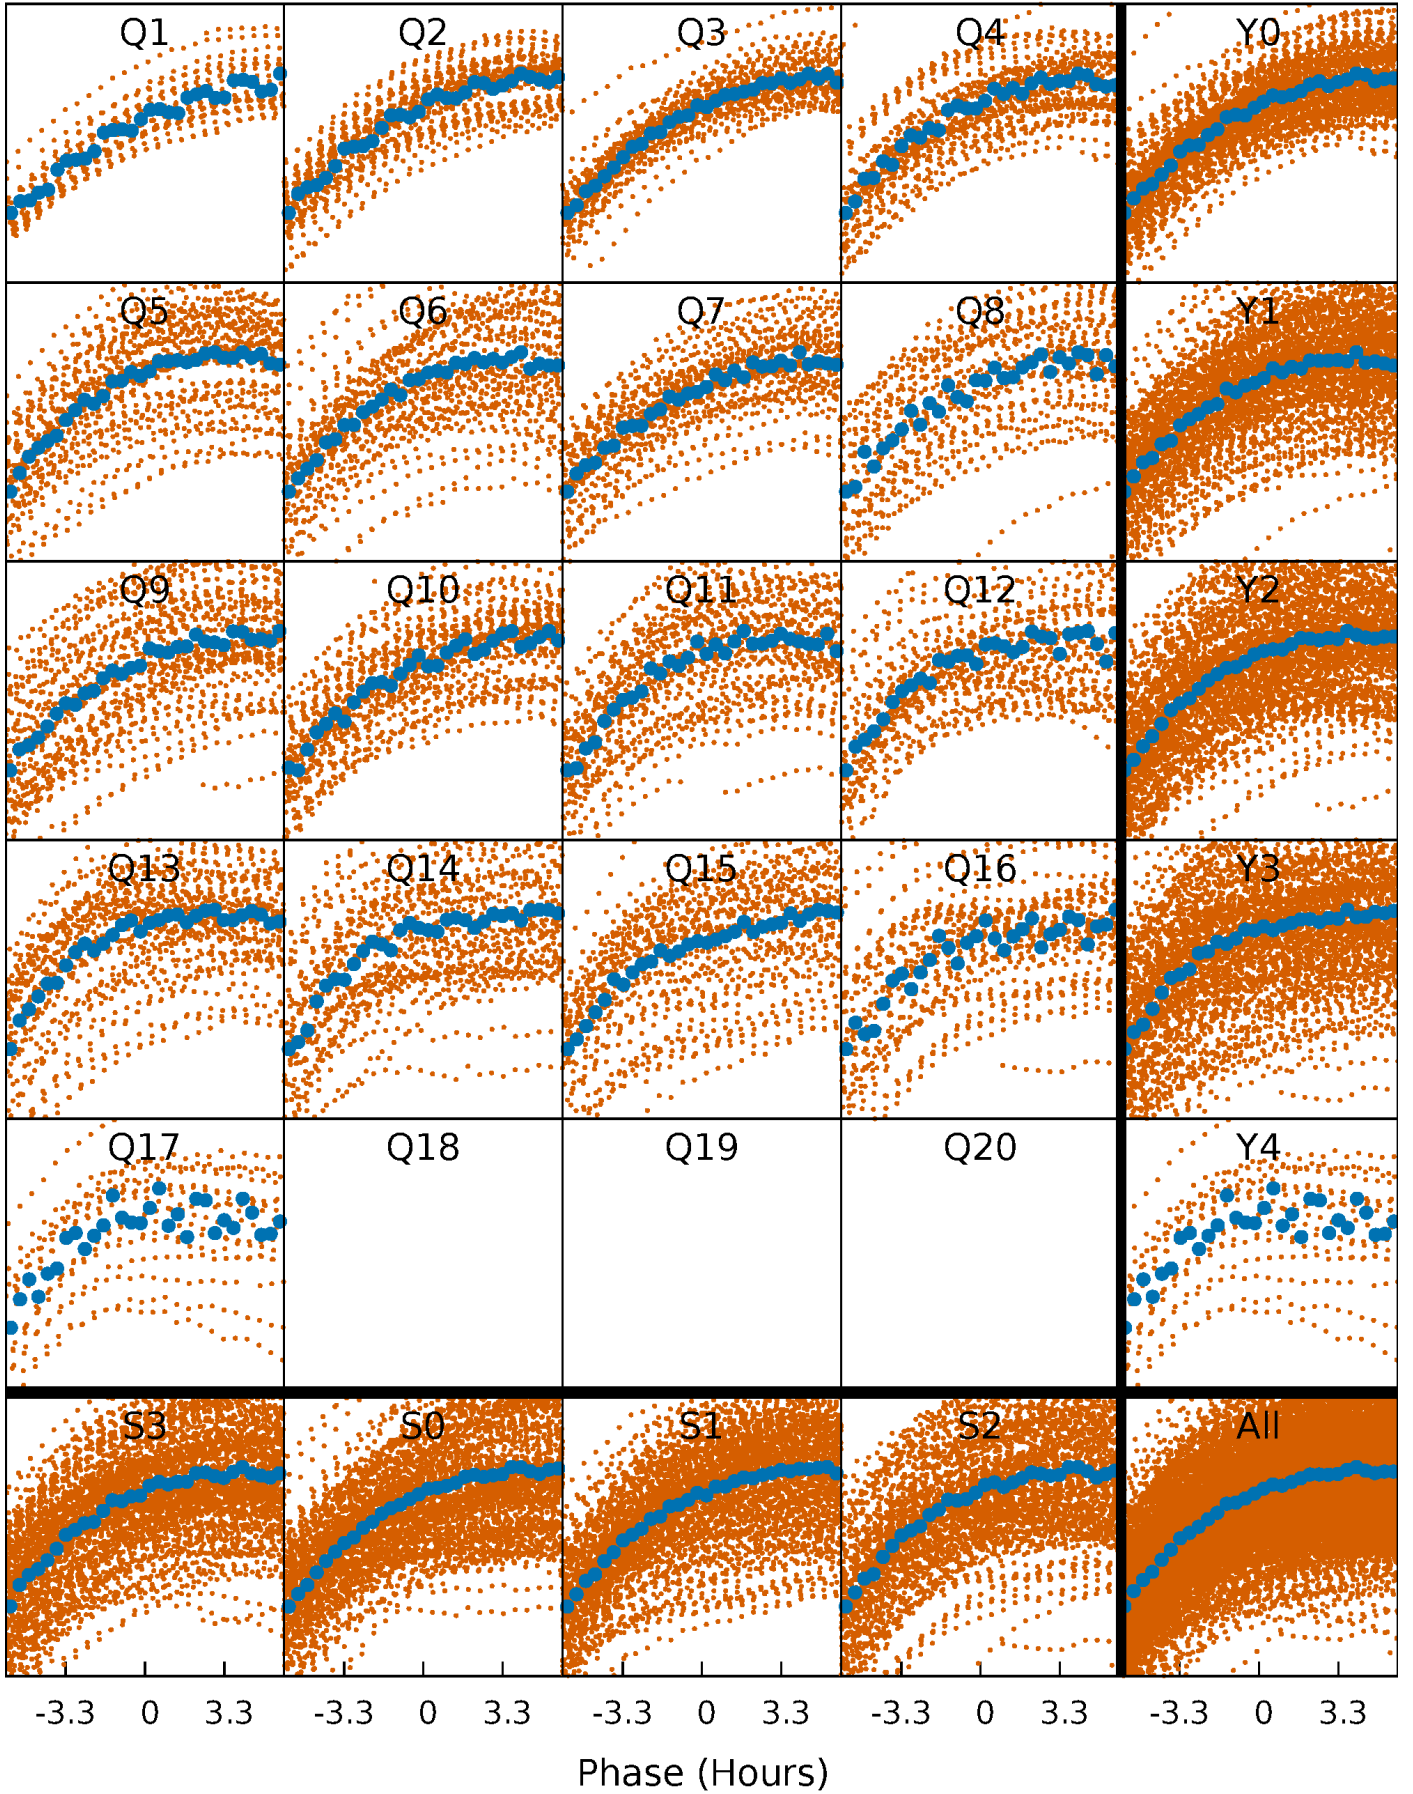 Q1 Q2 Q3 Q4 Y0
Q5 Q6 Q7 Q8 Y1
Q9 Q10 Q11 Q12 Y2
Q13 Q14 Q15 Q16 Y3
Q17 Q18 Q19 Q20 Y4
S3 S0 S1 S2 All
-3.3 0 3.3 -3.3 0 3.3 -3.3 0 3.3 -3.3 0 3.3 -3.3 0 3.3
Phase (Hours)